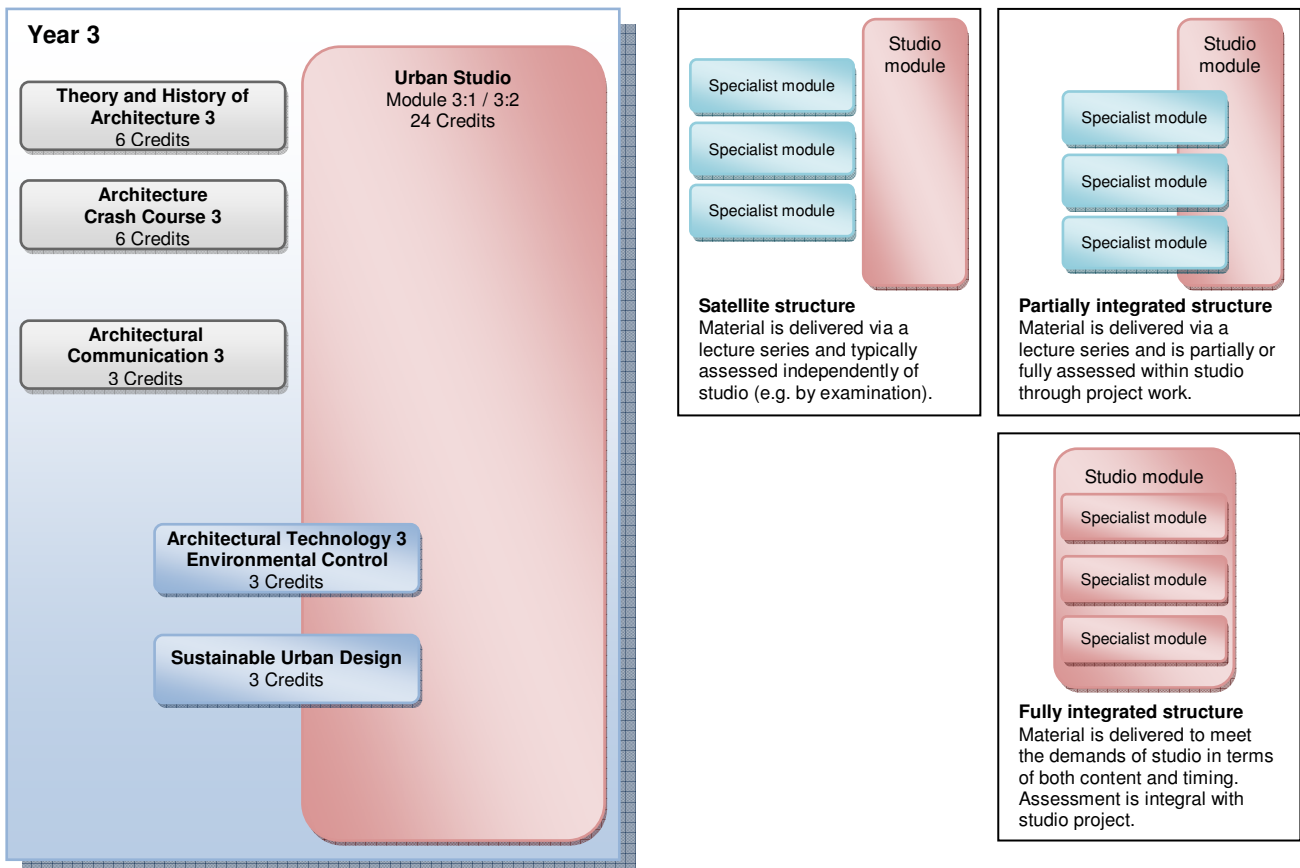 Year 3
Theory and History of
Architecture 3
6 Credits
Architecture
Crash Course 3
6 Credits
Architectural
Communication 3
3 Credits
Urban Studio
Module 3:1 / 3:2
24 Credits
Architectural Technology 3
Environmental Control
3 Credits
Sustainable Urban Design
3 Credits
Studio
module
Specialist module
Specialist module
Specialist module
Satellite structure
Material is delivered via a
lecture series and typically
assessed independently of
studio (e.g. by examination).
Studio
module
Specialist module
Specialist module
Specialist module
Partially integrated structure
Material is delivered via a
lecture series and is partially or
fully assessed within studio
through project work.
Studio module
Specialist module
Specialist module
Specialist module
Fully integrated structure
Material is delivered to meet
the demands of studio in terms
of both content and timing.
Assessment is integral with
studio project.